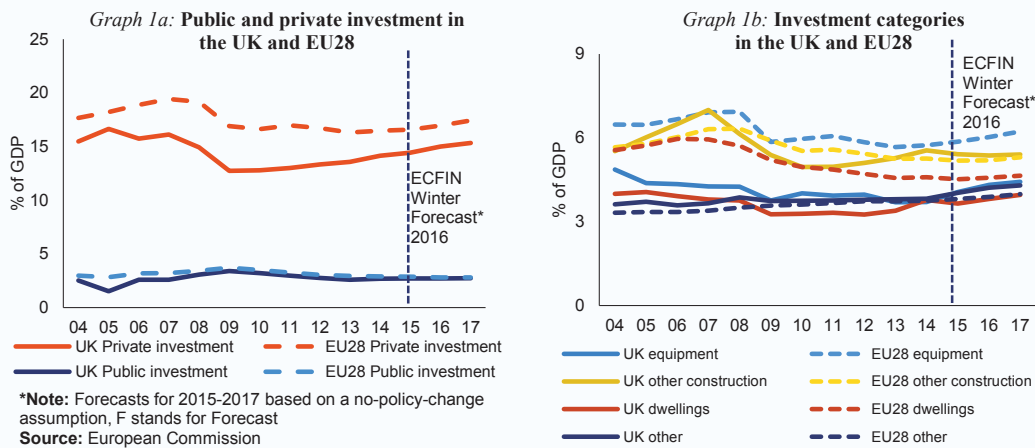 Graph 1a: Public and private investment in
the UK and EU28
25
20
15
10
5
0
% of GDP
ECFIN
Winter
Forecast*
2016
04 05 06 07 08 09 10 11 12 13 14 15 16 17
UK Private investment
EU28 Private investment
UK Public investment
EU28 Public investment
*Note: Forecasts for 2015-2017 based on a no-policy-change
assumption, F stands for Forecast
Source: European Commission
Graph 1b: Investment categories
in the UK and EU28
9
6
3
0
% of GDP
ECFIN
Winter
Forecast*
2016
04 05 06 07 08 09 10 11 12 13 14 15 16 17
UK equipment
EU28 equipment
UK other construction
EU28 other construction
UK dwellings
EU28 dwellings
UK other
EU28 other